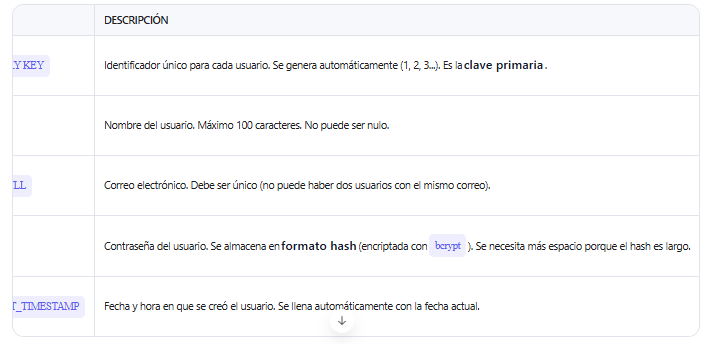 DESCRIPCIÓN
Y KEY
Identificador único para cada usuario. Se genera automáticamente (1, 2, 3...). Es la clave primaria.
Nombre del usuario. Máximo 100 caracteres. No puede ser nulo.
LL
Correo electrónico. Debe ser único (no puede haber dos usuarios con el mismo correo).
Contraseña del usuario. Se almacena en formato hash (encriptada con bcrypt ). Se necesita más espacio porque el hash es largo.
T_TIMESTAMP
Fecha y hora en que se creó el usuario. Se llena automáticamente con la fecha actual.